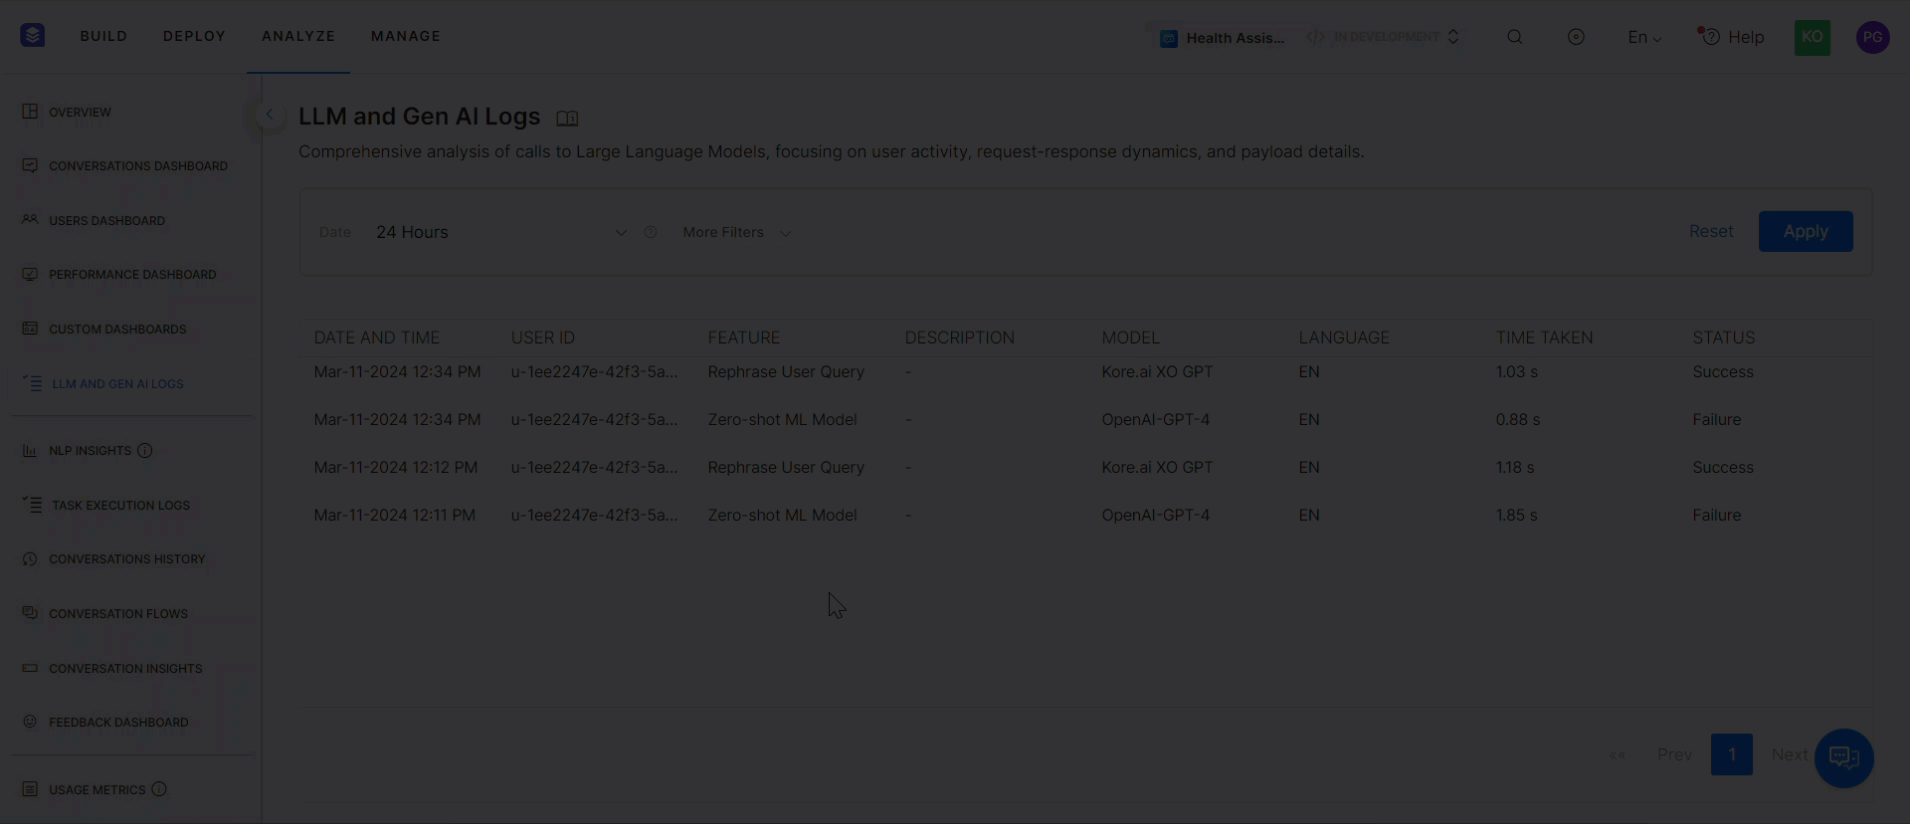 BUILD DEPLOY ANALYZE MANAGE Health Assis... </> IN DEVELOPMENT En Help KO PG
OVERVIEW
CONVERSATIONS DASHBOARD
USERS DASHBOARD
PERFORMANCE DASHBOARD
CUSTOM DASHBOARDS
LLM AND GEN AI LOGS
NLP INSIGHTS
TASK EXECUTION LOGS
CONVERSATIONS HISTORY
CONVERSATION FLOWS
CONVERSATION INSIGHTS
FEEDBACK DASHBOARD
USAGE METRICS
LLM and Gen AI Logs
Comprehensive analysis of calls to Large Language Models, focusing on user activity, request-response dynamics, and payload details.
Date 24 Hours More Filters Reset Apply
DATE AND TIME USER ID FEATURE DESCRIPTION MODEL LANGUAGE TIME TAKEN STATUS
Mar-11-2024 12:34 PM u-1ee2247e-42f3-5a... Rephrase User Query - Kore.ai XO GPT EN 1.03 s Success
Mar-11-2024 12:34 PM u-1ee2247e-42f3-5a... Zero-shot ML Model - OpenAI-GPT-4 EN 0.88 s Failure
Mar-11-2024 12:12 PM u-1ee2247e-42f3-5a... Rephrase User Query - Kore.ai XO GPT EN 1.18 s Success
Mar-11-2024 12:11 PM u-1ee2247e-42f3-5a... Zero-shot ML Model - OpenAI-GPT-4 EN 1.85 s Failure
«« Prev 1 Next